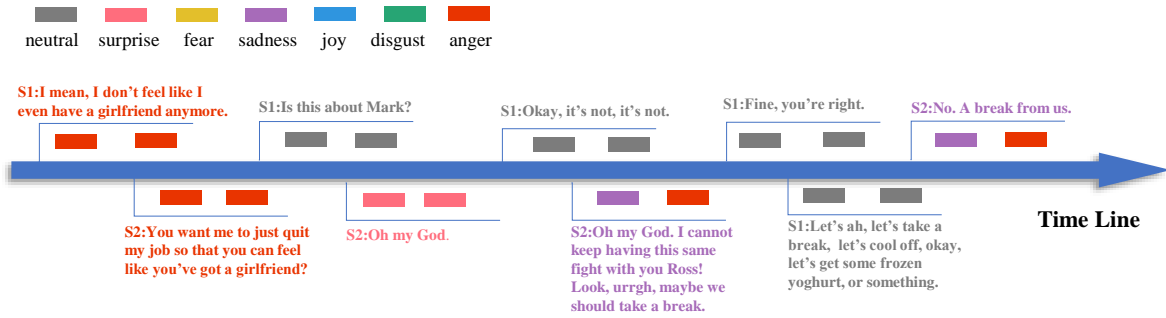 neutral surprise fear sadness joy disgust anger
S1:I mean, I don't feel like I
even have a girlfriend anymore.
S1:Is this about Mark?
S1:Okay, it's not, it's not.
S1:Fine, you're right.
S2:No. A break from us.
Time Line
S2:You want me to just quit
my job so that you can feel
like you've got a girlfriend?
S2:Oh my God.
S2:Oh my God. I cannot
keep having this same
fight with you Ross!
Look, urrgh, maybe we
should take a break.
S1:Let's ah, let's take a
break, let's cool off, okay,
let's get some frozen
yoghurt, or something.